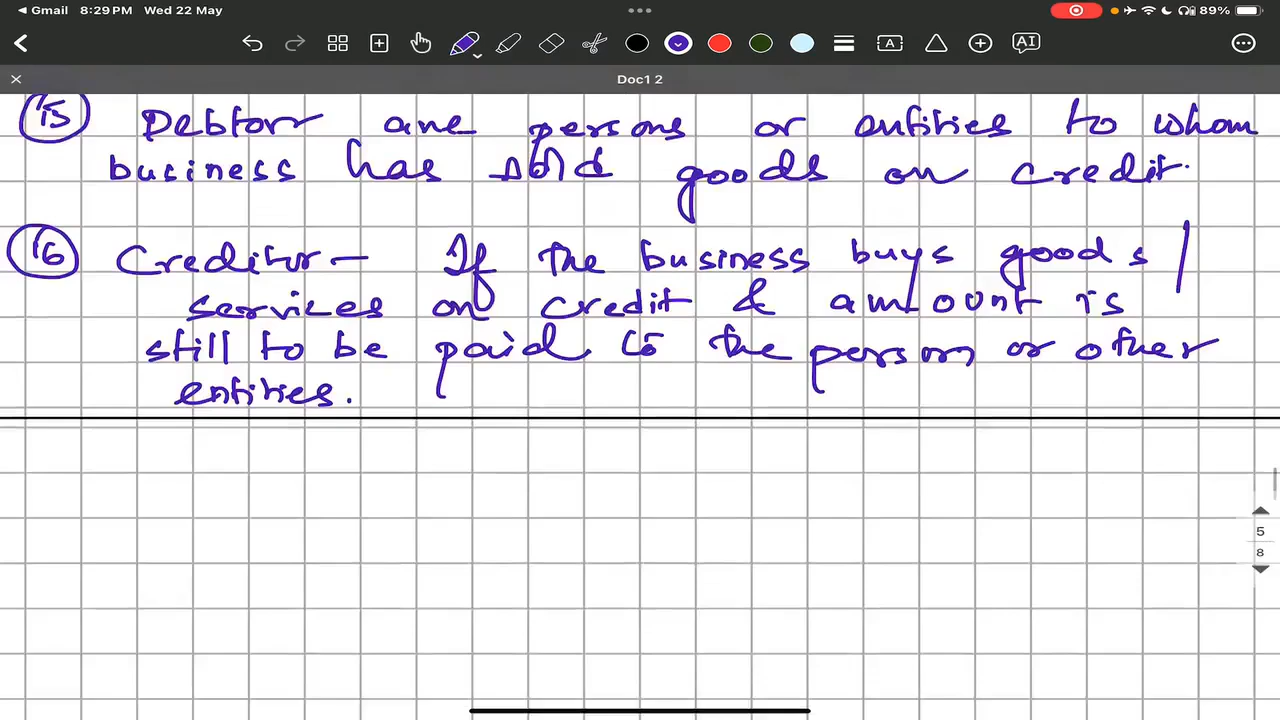 Gmail 8:29 PM Wed 22 May 89%
A AI
Doc1 2
15 Debtor are persons or entities to whom
business has sold goods on credit.
16 Creditor - If the business buys goods /
services on credit & amount is
still to be paid to the person or other
entities.
5
8